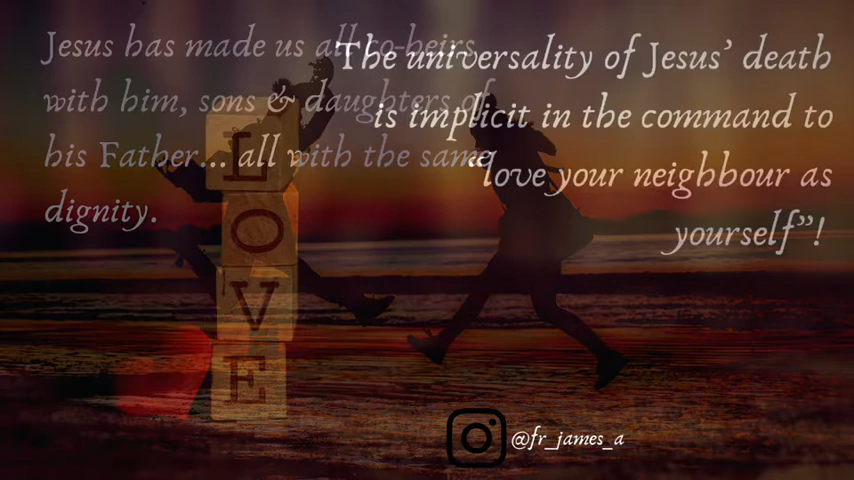 Jesus has made us all co-heirs
with him, sons & daughters of
his Father... all with the same
dignity.
The universality of Jesus' death
is implicit in the command to
"love your neighbour as
yourself"!
L
O
V
E
@fr_james_a